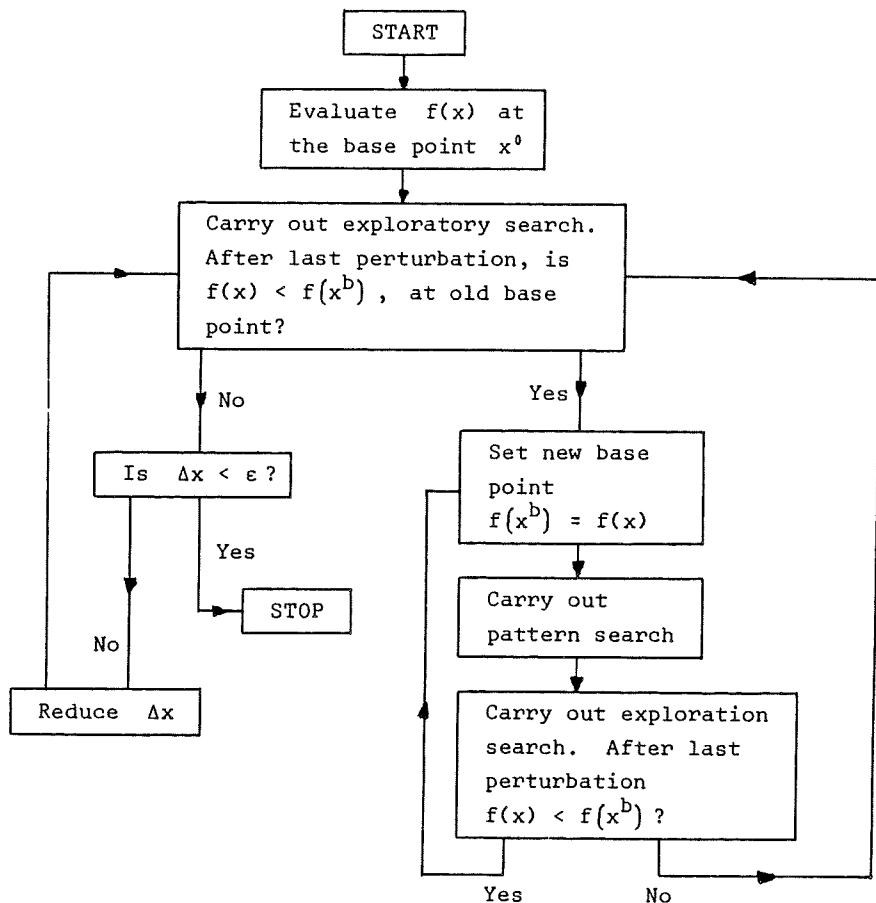 START
Evaluate f(x) at
the base point x⁰
Carry out exploratory search.
After last perturbation, is
f(x) < f(xᵇ) , at old base
point?
No
Yes
Is Δx < ε ?
Set new base
point
f(xᵇ) = f(x)
Yes
STOP
Carry out
pattern search
No
Reduce Δx
Carry out exploration
search. After last
perturbation
f(x) < f(xᵇ) ?
Yes
No